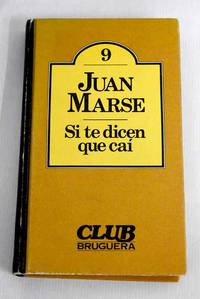 9
JUAN
MARSE
Si te dicen
que caí
CLUB
BRUGUERA